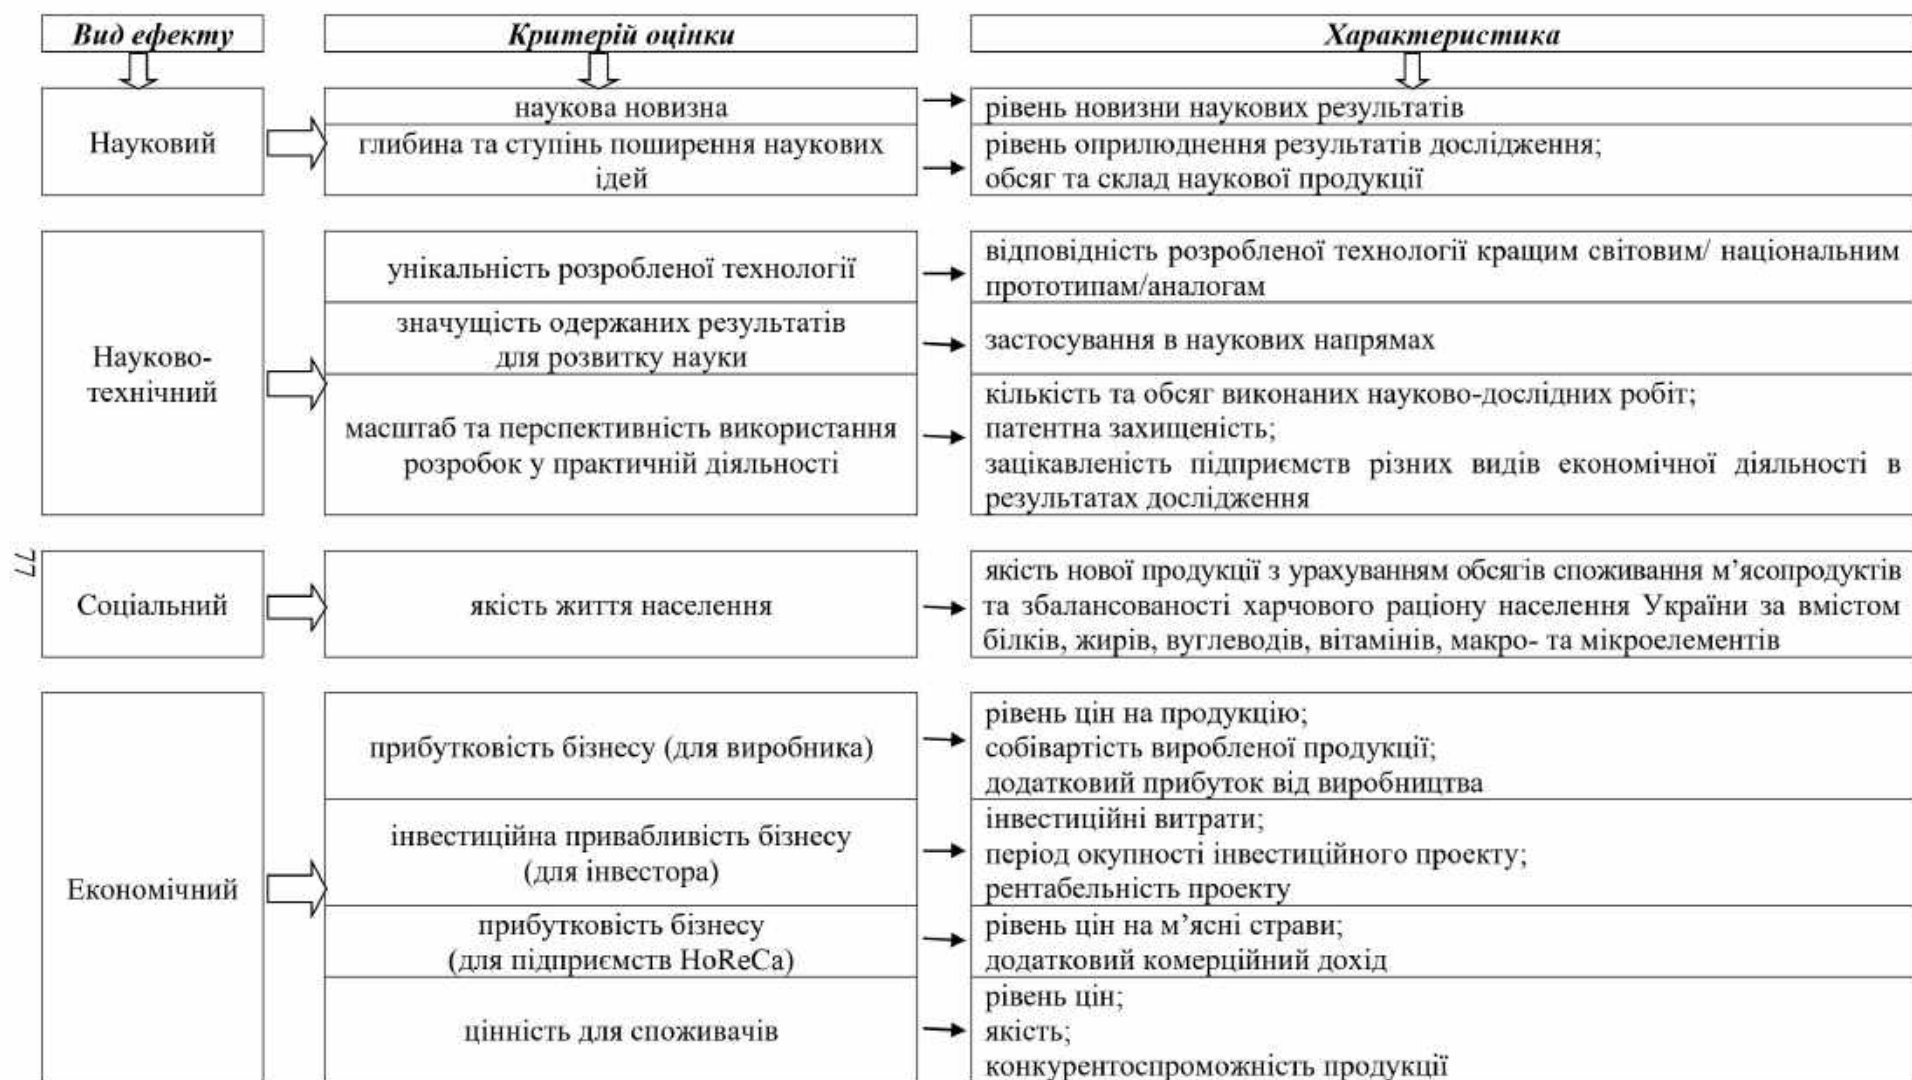 Вид ефекту
Критерій оцінки
Характеристика
Науковий
наукова новизна
рівень новизни наукових результатів
глибина та ступінь поширення наукових
ідей
рівень оприлюднення результатів дослідження;
обсяг та склад наукової продукції
Науково-
технічний
унікальність розробленої технології
відповідність розробленої технології кращим світовим/ національним
прототипам/аналогам
значущість одержаних результатів
для розвитку науки
застосування в наукових напрямах
масштаб та перспективність використання
розробок у практичній діяльності
кількість та обсяг виконаних науково-дослідних робіт;
патентна захищеність;
зацікавленість підприємств різних видів економічної діяльності в
результатах дослідження
77
Соціальний
якість життя населення
якість нової продукції з урахуванням обсягів споживання м’ясопродуктів
та збалансованості харчового раціону населення України за вмістом
білків, жирів, вуглеводів, вітамінів, макро- та мікроелементів
Економічний
прибутковість бізнесу (для виробника)
рівень цін на продукцію;
собівартість виробленої продукції;
додатковий прибуток від виробництва
інвестиційна привабливість бізнесу
(для інвестора)
інвестиційні витрати;
період окупності інвестиційного проекту;
рентабельність проекту
прибутковість бізнесу
(для підприємств HoReCa)
рівень цін на м’ясні страви;
додатковий комерційний дохід
цінність для споживачів
рівень цін;
якість;
конкурентоспроможність продукції